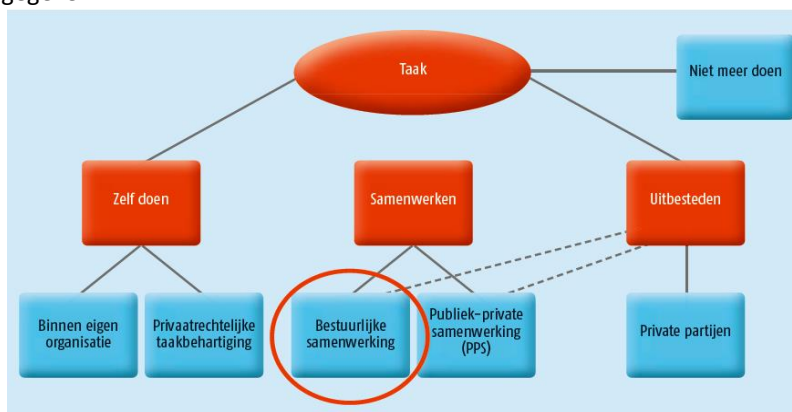 Taak
Niet meer doen
Zelf doen
Samenwerken
Uitbesteden
Binnen eigen
organisatie
Privaatrechtelijke
taakbehartiging
Bestuurlijke
samenwerking
Publiek-private
samenwerking
(PPS)
Private partijen